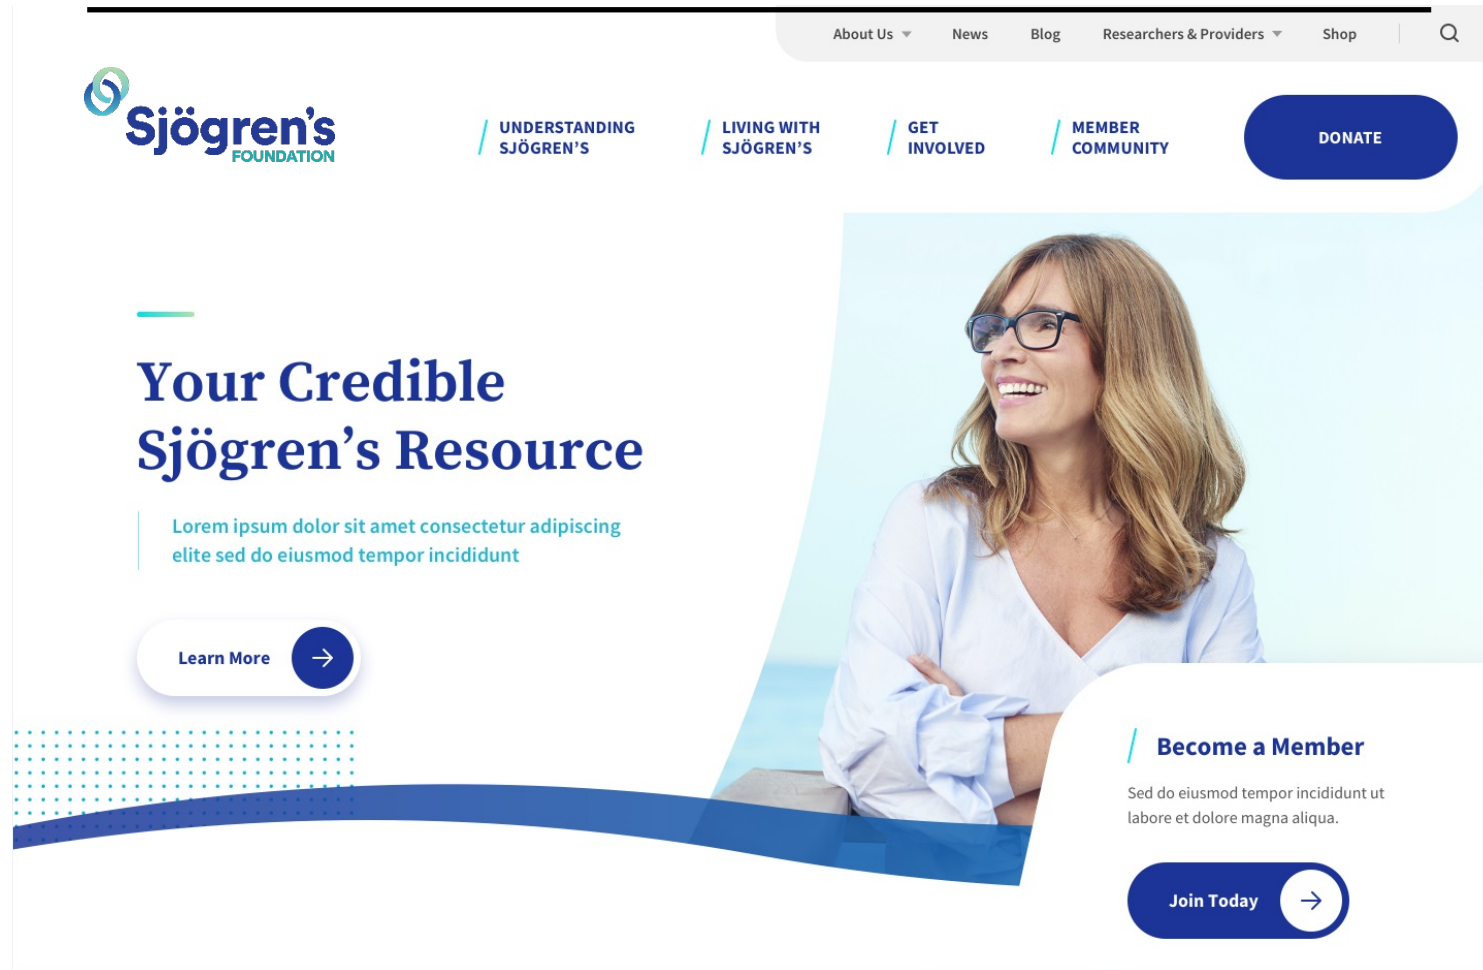 About Us
News
Blog
Researchers & Providers
Shop
Sjögren's
FOUNDATION
UNDERSTANDING
SJÖGREN’S
LIVING WITH
SJÖGREN’S
GET
INVOLVED
MEMBER
COMMUNITY
DONATE
Your Credible
Sjögren’s Resource
Lorem ipsum dolor sit amet consectetur adipiscing
elite sed do eiusmod tempor incididunt
Learn More
Become a Member
Sed do eiusmod tempor incididunt ut
labore et dolore magna aliqua.
Join Today